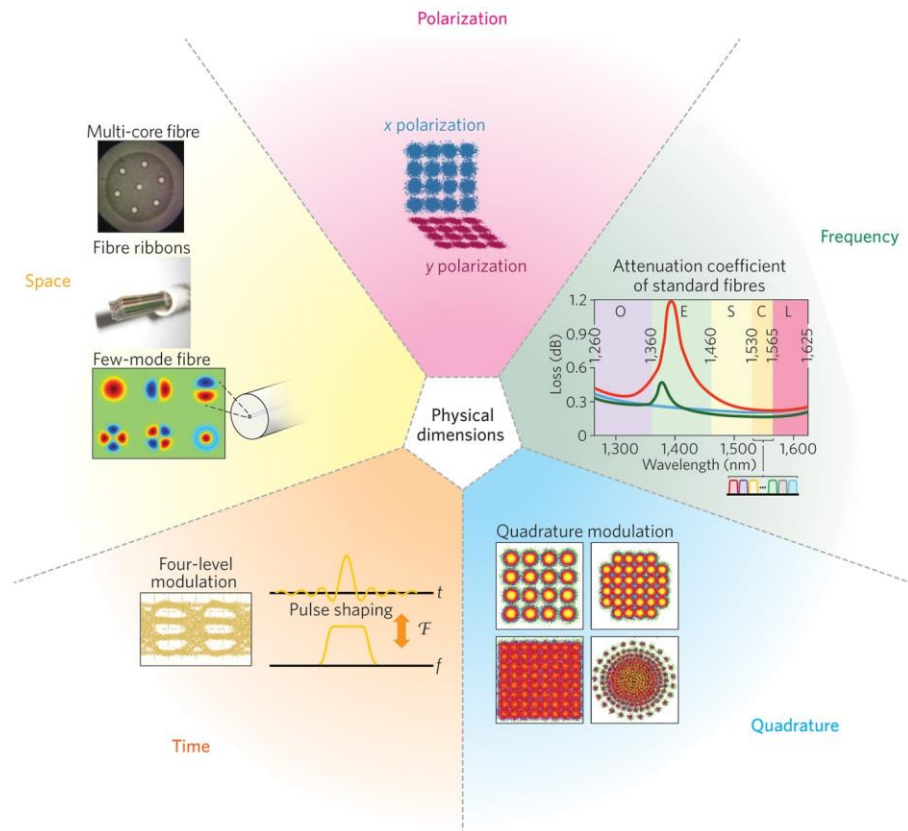 Polarization
x polarization
y polarization
Space
Multi-core fibre
Fibre ribbons
Few-mode fibre
Frequency
Attenuation coefficient
of standard fibres
1.2
0.9
0.6
0.3
0
Loss (dB)
O E S C L
1,260
1,360
1,460
1,530
1,565
1,625
1,300 1,400 1,500 1,600
Wavelength (nm)
Physical
dimensions
Time
Four-level
modulation
t
Pulse shaping
ℱ
f
Quadrature modulation
Quadrature